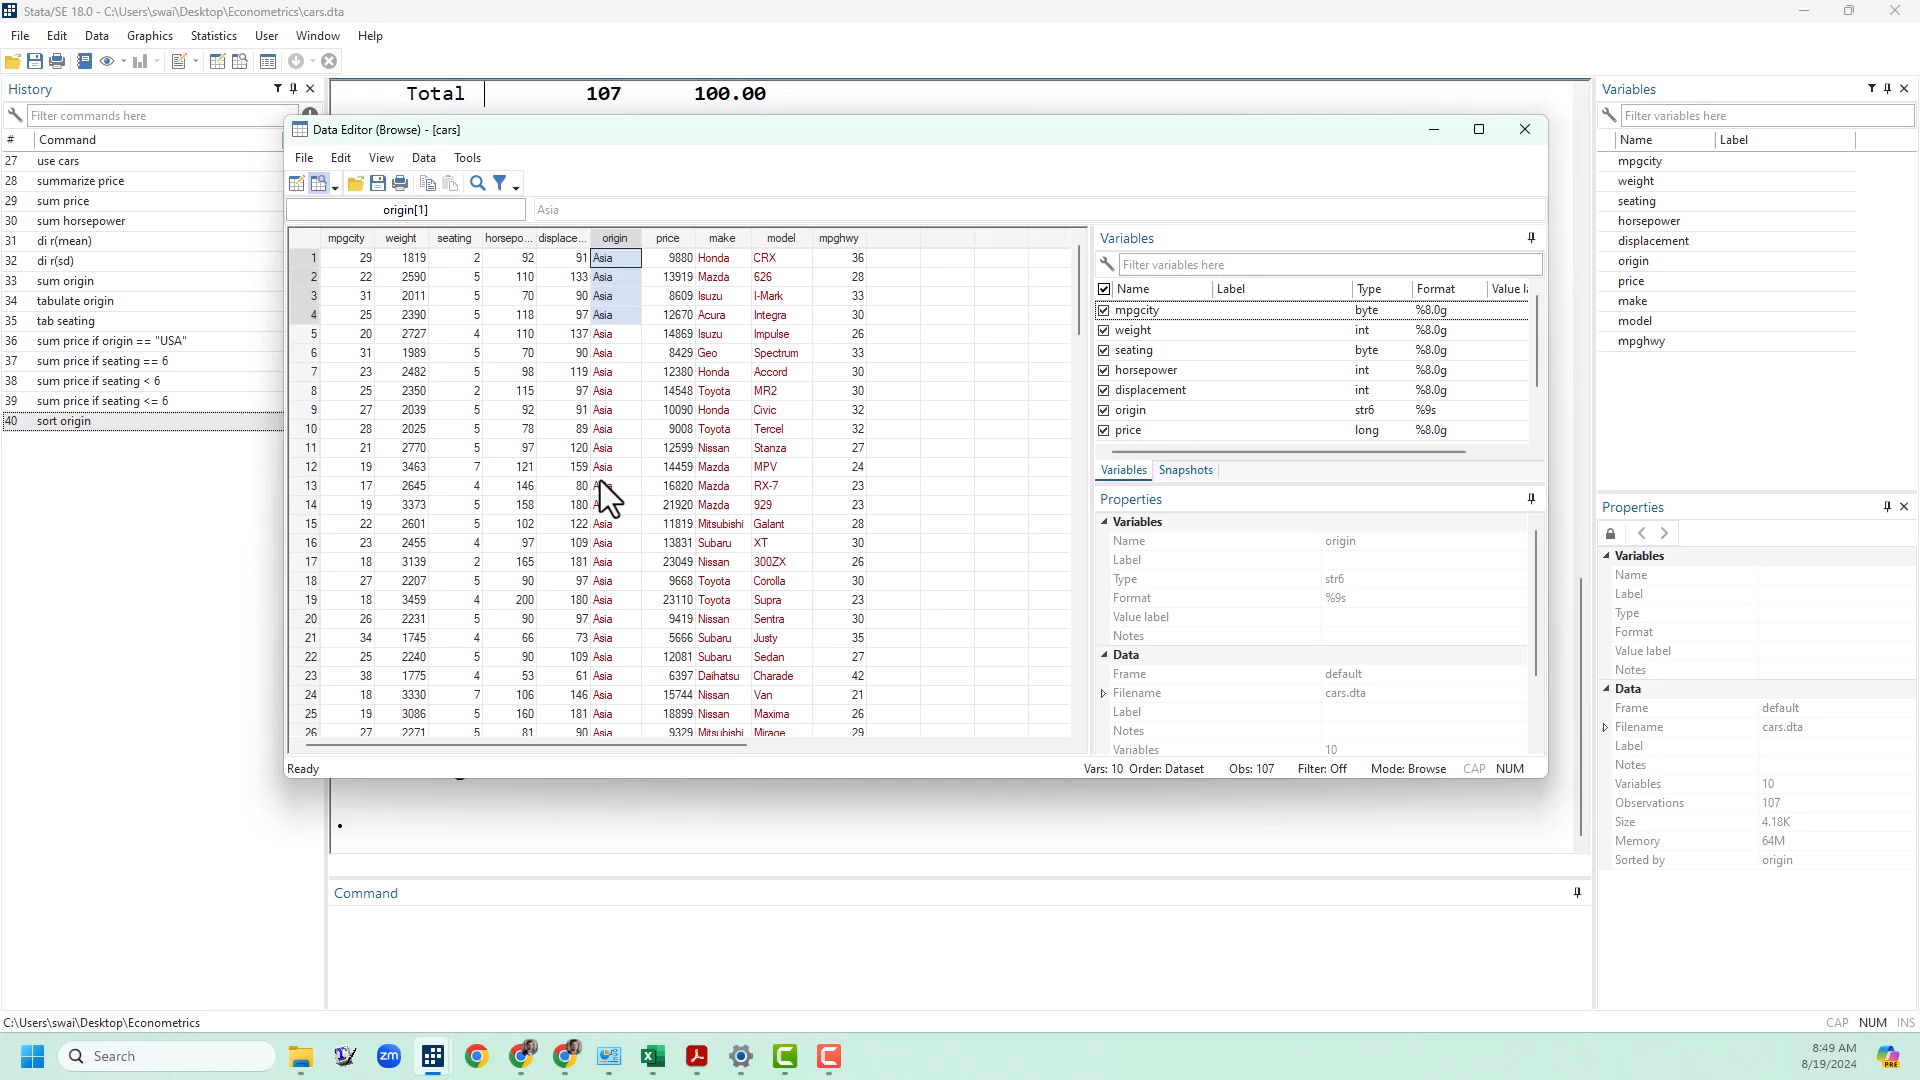 Stata/SE 18.0 - C:\Users\swai\Desktop\Econometrics\cars.dta
File Edit Data Graphics Statistics User Window Help
History
Filter commands here
# Command
27 use cars
28 summarize price
29 sum price
30 sum horsepower
31 di r(mean)
32 di r(sd)
33 sum origin
34 tabulate origin
35 tab seating
36 sum price if origin == "USA"
37 sum price if seating == 6
38 sum price if seating < 6
39 sum price if seating <= 6
40 sort origin
Total 107 100.00
Data Editor (Browse) - [cars]
File Edit View Data Tools
origin[1] Asia
mpgcity weight seating horsepo... displace... origin price make model mpghwy
1 29 1819 2 92 91 Asia 9880 Honda CRX 36
2 22 2590 5 110 133 Asia 13919 Mazda 626 28
3 31 2011 5 70 90 Asia 8609 Isuzu I-Mark 33
4 25 2390 5 118 97 Asia 12670 Acura Integra 30
5 20 2727 4 110 137 Asia 14869 Isuzu Impulse 26
6 31 1989 5 70 90 Asia 8429 Geo Spectrum 33
7 23 2482 5 98 119 Asia 12380 Honda Accord 30
8 25 2350 2 115 97 Asia 14548 Toyota MR2 30
9 27 2039 5 92 91 Asia 10090 Honda Civic 32
10 28 2025 5 78 89 Asia 9008 Toyota Tercel 32
11 21 2770 5 97 120 Asia 12599 Nissan Stanza 27
12 19 3463 7 121 159 Asia 14459 Mazda MPV 24
13 17 2645 4 146 80 16820 Mazda RX-7 23
14 19 3373 5 158 180 21920 Mazda 929 23
15 22 2601 5 102 122 Asia 11819 Mitsubishi Galant 28
16 23 2455 4 97 109 Asia 13831 Subaru XT 30
17 18 3139 2 165 181 Asia 23049 Nissan 300ZX 26
18 27 2207 5 90 97 Asia 9668 Toyota Corolla 30
19 18 3459 4 200 180 Asia 23110 Toyota Supra 23
20 26 2231 5 90 97 Asia 9419 Nissan Sentra 30
21 34 1745 4 66 73 Asia 5666 Subaru Justy 35
22 25 2240 5 90 109 Asia 12081 Subaru Sedan 27
23 38 1775 4 53 61 Asia 6397 Daihatsu Charade 42
24 18 3330 7 106 146 Asia 15744 Nissan Van 21
25 19 3086 5 160 181 Asia 18899 Nissan Maxima 26
26 27 2271 5 81 90 Asia 9329 Mitsubishi Mirage 29
Variables
Filter variables here
Name Label Type Format Value l
mpgcity byte %8.0g
weight int %8.0g
seating byte %8.0g
horsepower int %8.0g
displacement int %8.0g
origin str6 %9s
price long %8.0g
Variables Snapshots
Properties
Variables
Name origin
Label
Type str6
Format %9s
Value label
Notes
Data
Frame default
Filename cars.dta
Label
Notes
Variables 10
Ready Vars: 10 Order: Dataset Obs: 107 Filter: Off Mode: Browse CAP NUM
.
Command
Variables
Filter variables here
Name Label
mpgcity
weight
seating
horsepower
displacement
origin
price
make
model
mpghwy
Properties
Variables
Name
Label
Type
Format
Value label
Notes
Data
Frame default
Filename cars.dta
Label
Notes
Variables 10
Observations 107
Size 4.18K
Memory 64M
Sorted by origin
C:\Users\swai\Desktop\Econometrics CAP NUM INS
Search zm 8:49 AM
8/19/2024 PRE